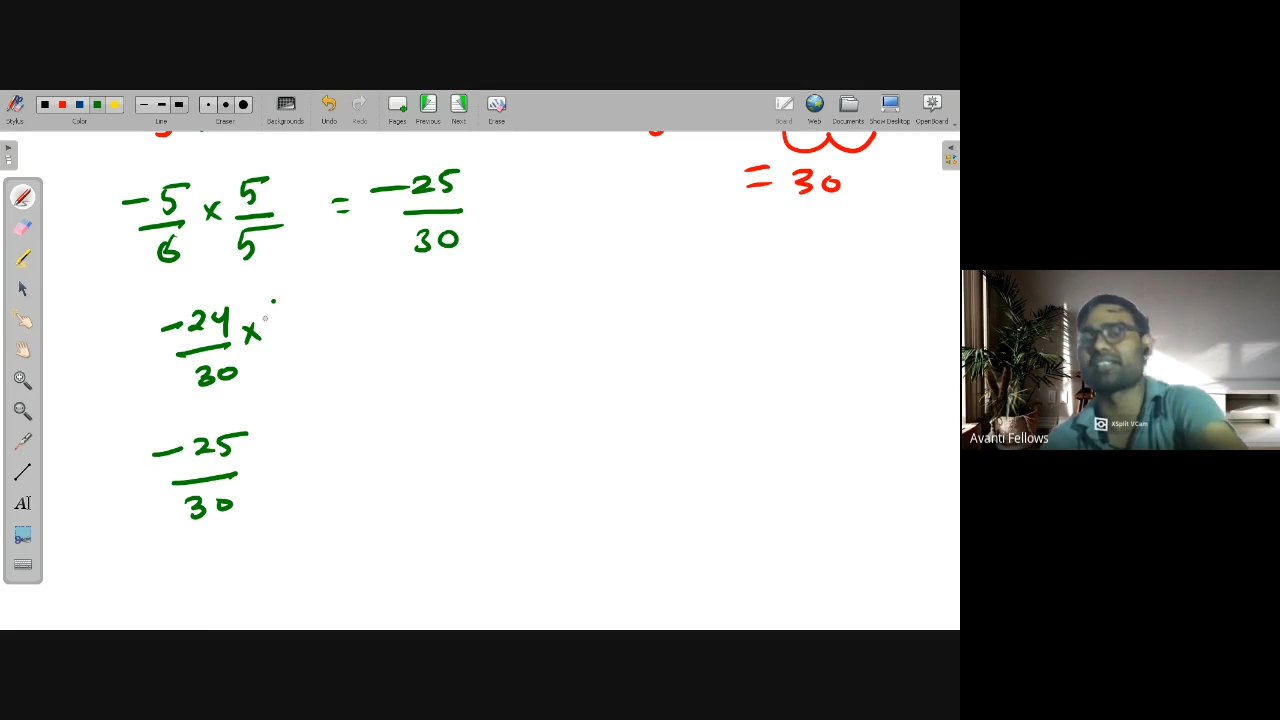 Stylus Color Line Eraser Backgrounds Undo Redo Pages Previous Next Erase Board Web Documents Show Desktop OpenBoard
= 30
-5/6 x 5/5 = -25/30
-24/30 x
-25/30
AI
XSplit VCam
Avanti Fellows